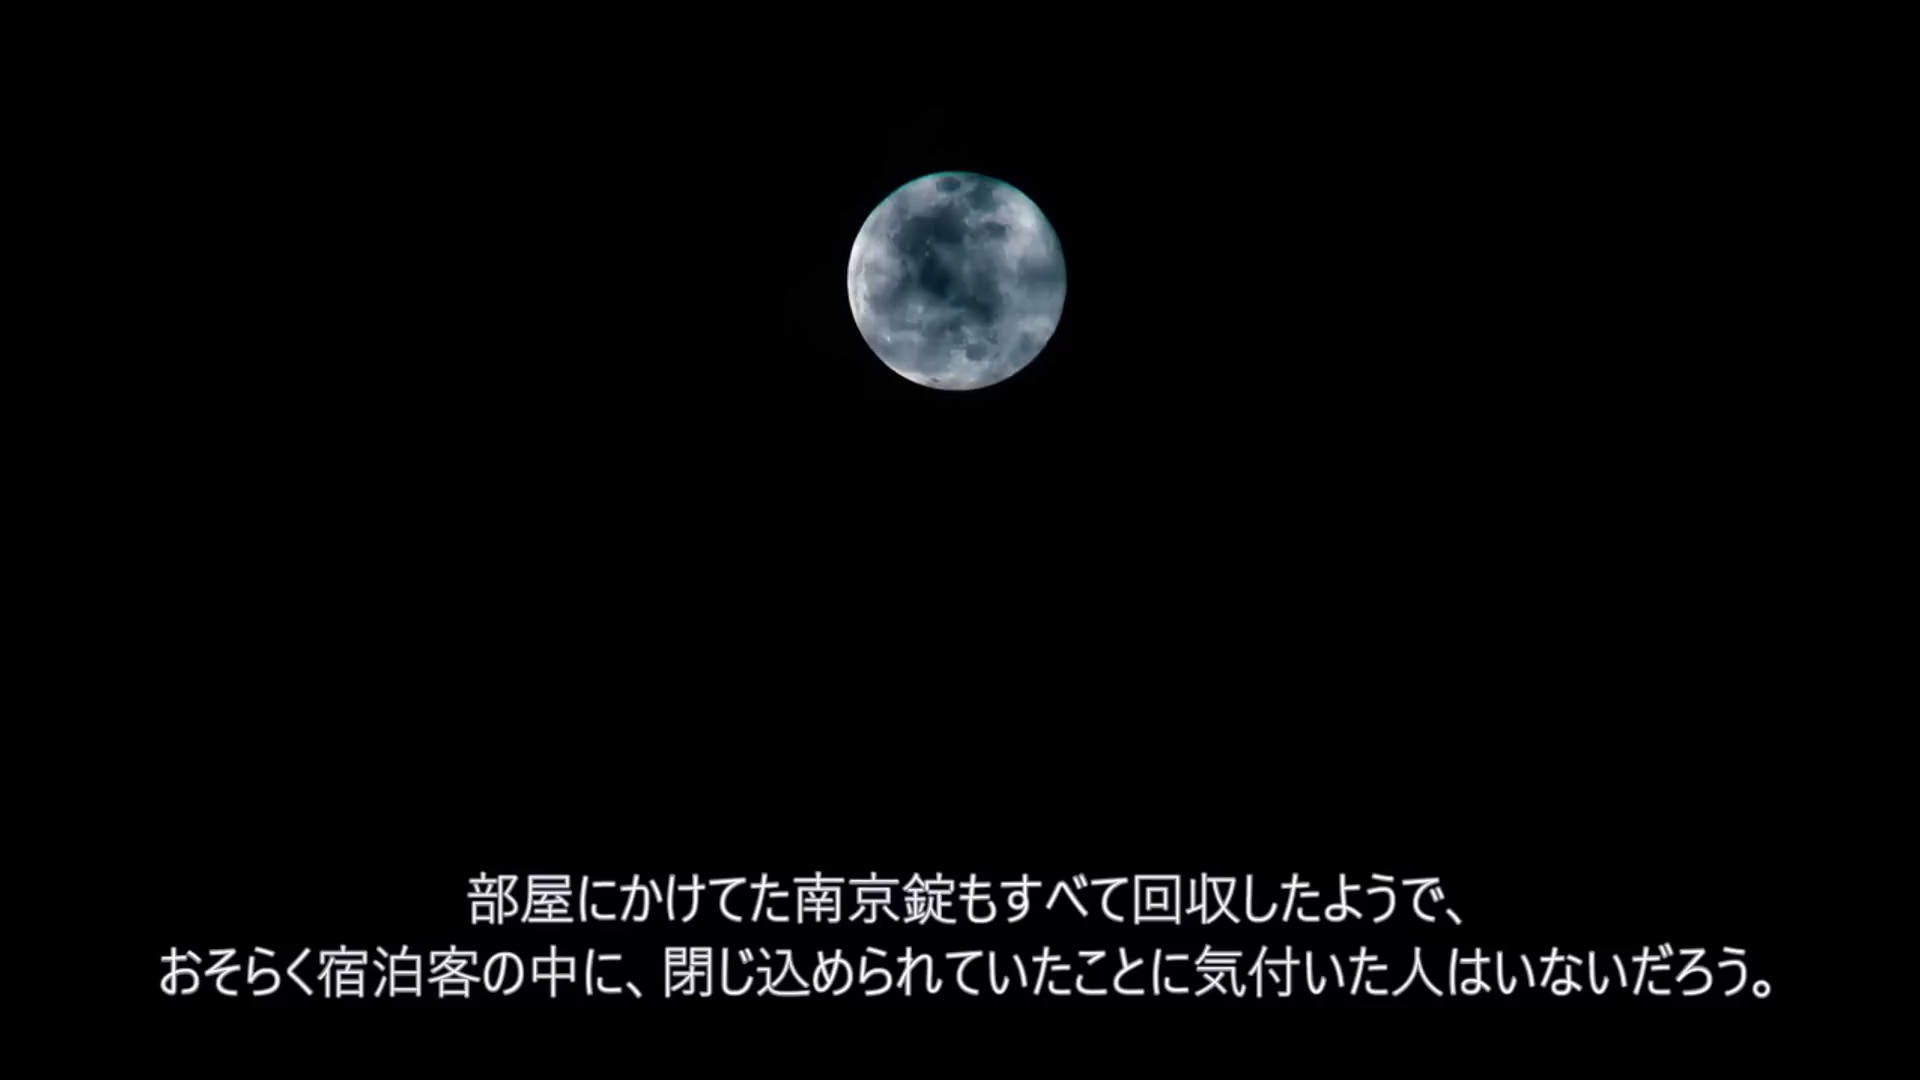 部屋にかけてた南京錠もすべて回収したようで、
おそらく宿泊客の中に、閉じ込められていたことに気付いた人はいないだろう。